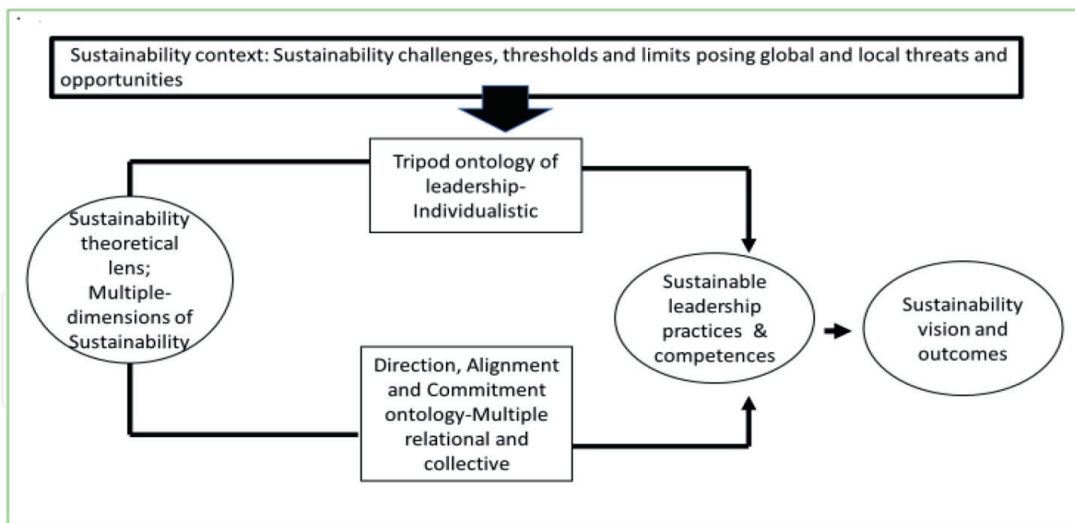 Sustainability context: Sustainability challenges, thresholds and limits posing global and local threats and
opportunities
Tripod ontology of
leadership-
Individualistic
Sustainability
theoretical
lens;
Multiple-
dimensions of
Sustainability
Sustainable
leadership
practices & 
competences
Sustainability
vision and
outcomes
Direction, Alignment
and Commitment
ontology-Multiple
relational and
collective